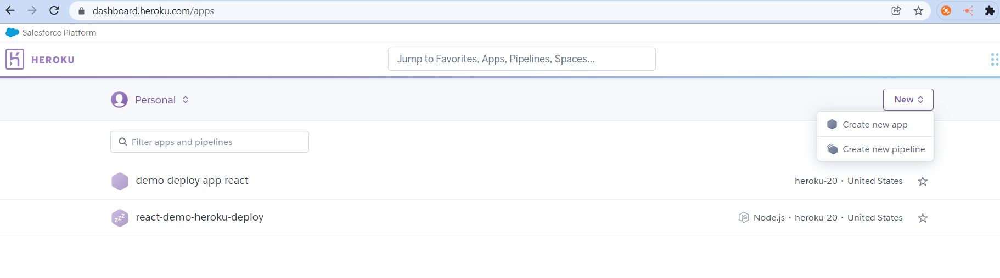 dashboard.heroku.com/apps
Salesforce Platform
HEROKU
Jump to Favorites, Apps, Pipelines, Spaces...
Personal
New
Create new app
Filter apps and pipelines
Create new pipeline
demo-deploy-app-react
heroku-20 • United States
zzz
react-demo-heroku-deploy
JS Node.js • heroku-20 • United States